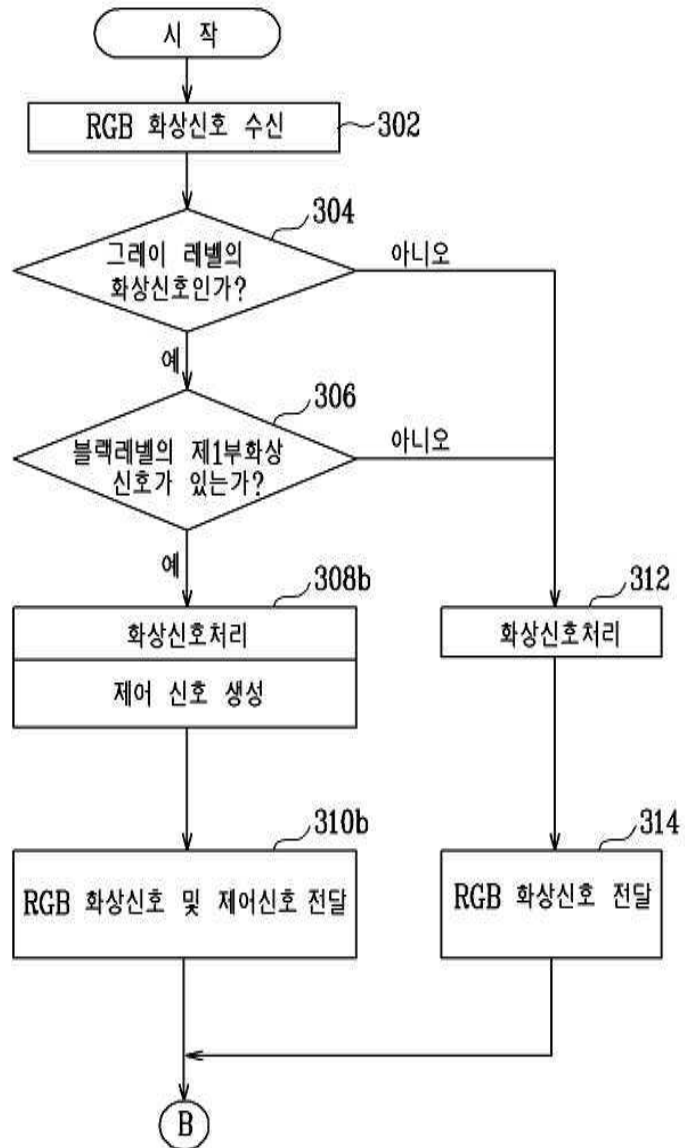 시 작
RGB 화상신호 수신
302
304
그레이 레벨의
화상신호인가?
아니오
예
306
블랙레벨의 제1부화상
신호가 있는가?
아니오
예
308b
312
화상신호처리
화상신호처리
제어 신호 생성
310b
314
RGB 화상신호 및 제어신호 전달
RGB 화상신호 전달
B